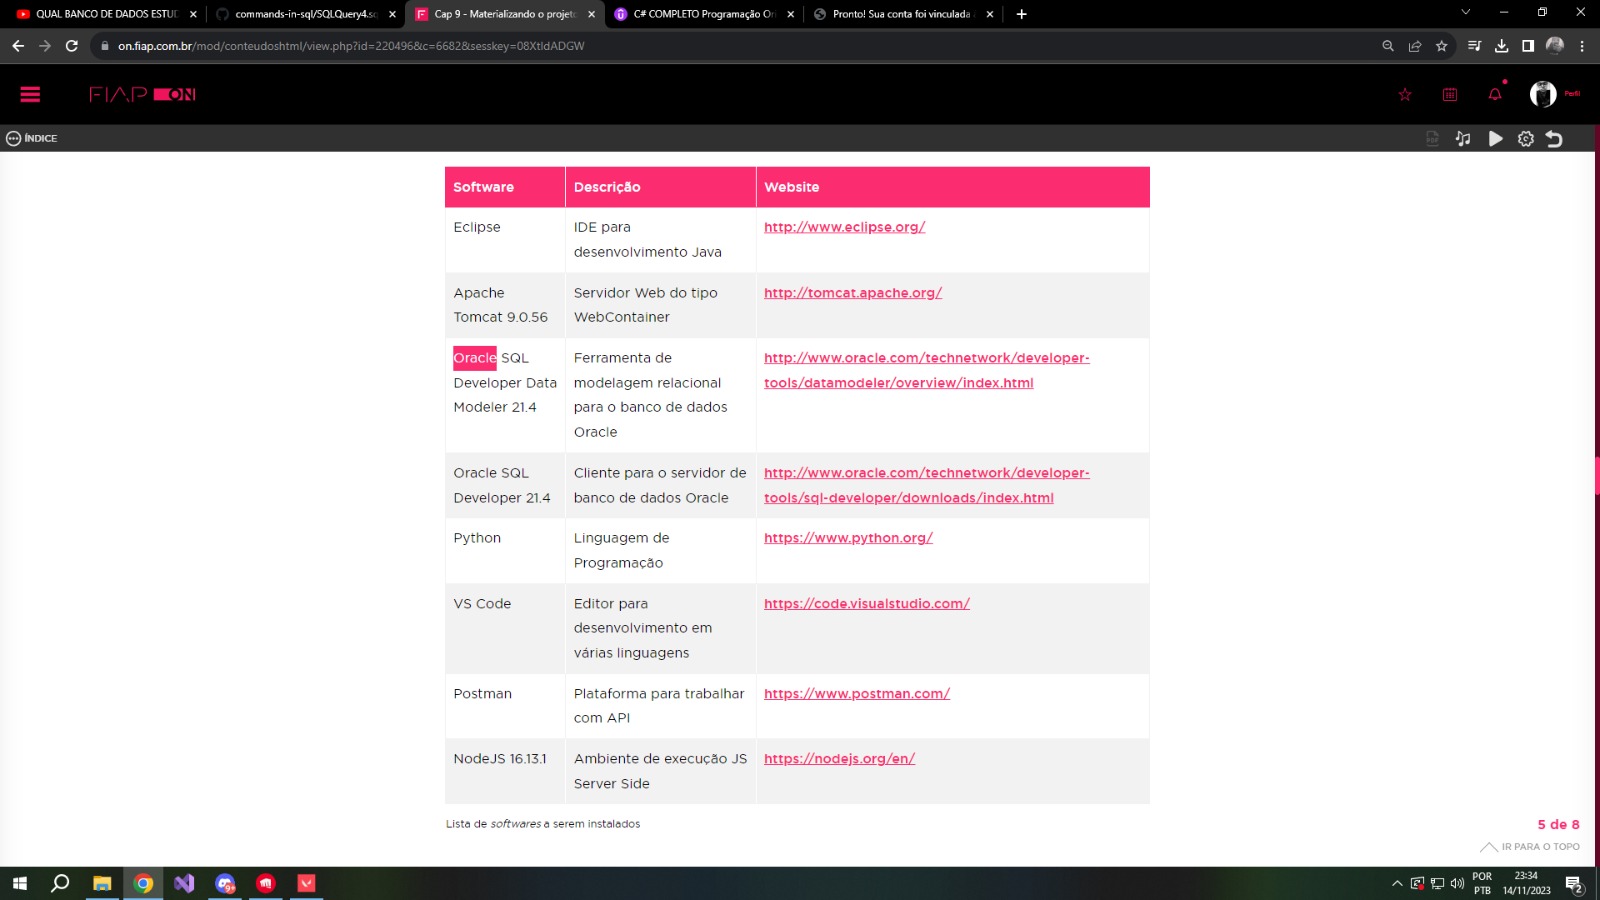 QUAL BANCO DE DADOS ESTUD
commands-in-sql/SQLQuery4.sq
Cap 9 - Materializando o projeto
C# COMPLETO Programação Ori
Pronto! Sua conta foi vinculada a
on.fiap.com.br/mod/conteudoshtml/view.php?id=220496&c=6682&sesskey=08XtldADGW
FIAP ON
Perfil
ÍNDICE
Software Descrição Website
Eclipse
IDE para
desenvolvimento Java
http://www.eclipse.org/
Apache
Tomcat 9.0.56
Servidor Web do tipo
WebContainer
http://tomcat.apache.org/
Oracle SQL
Developer Data
Modeler 21.4
Ferramenta de
modelagem relacional
para o banco de dados
Oracle
http://www.oracle.com/technetwork/developer-
tools/datamodeler/overview/index.html
Oracle SQL
Developer 21.4
Cliente para o servidor de
banco de dados Oracle
http://www.oracle.com/technetwork/developer-
tools/sql-developer/downloads/index.html
Python
Linguagem de
Programação
https://www.python.org/
VS Code
Editor para
desenvolvimento em
várias linguagens
https://code.visualstudio.com/
Postman
Plataforma para trabalhar
com API
https://www.postman.com/
NodeJS 16.13.1
Ambiente de execução JS
Server Side
https://nodejs.org/en/
Lista de softwares a serem instalados
5 de 8
IR PARA O TOPO
9+
POR
PTB
23:34
14/11/2023
2